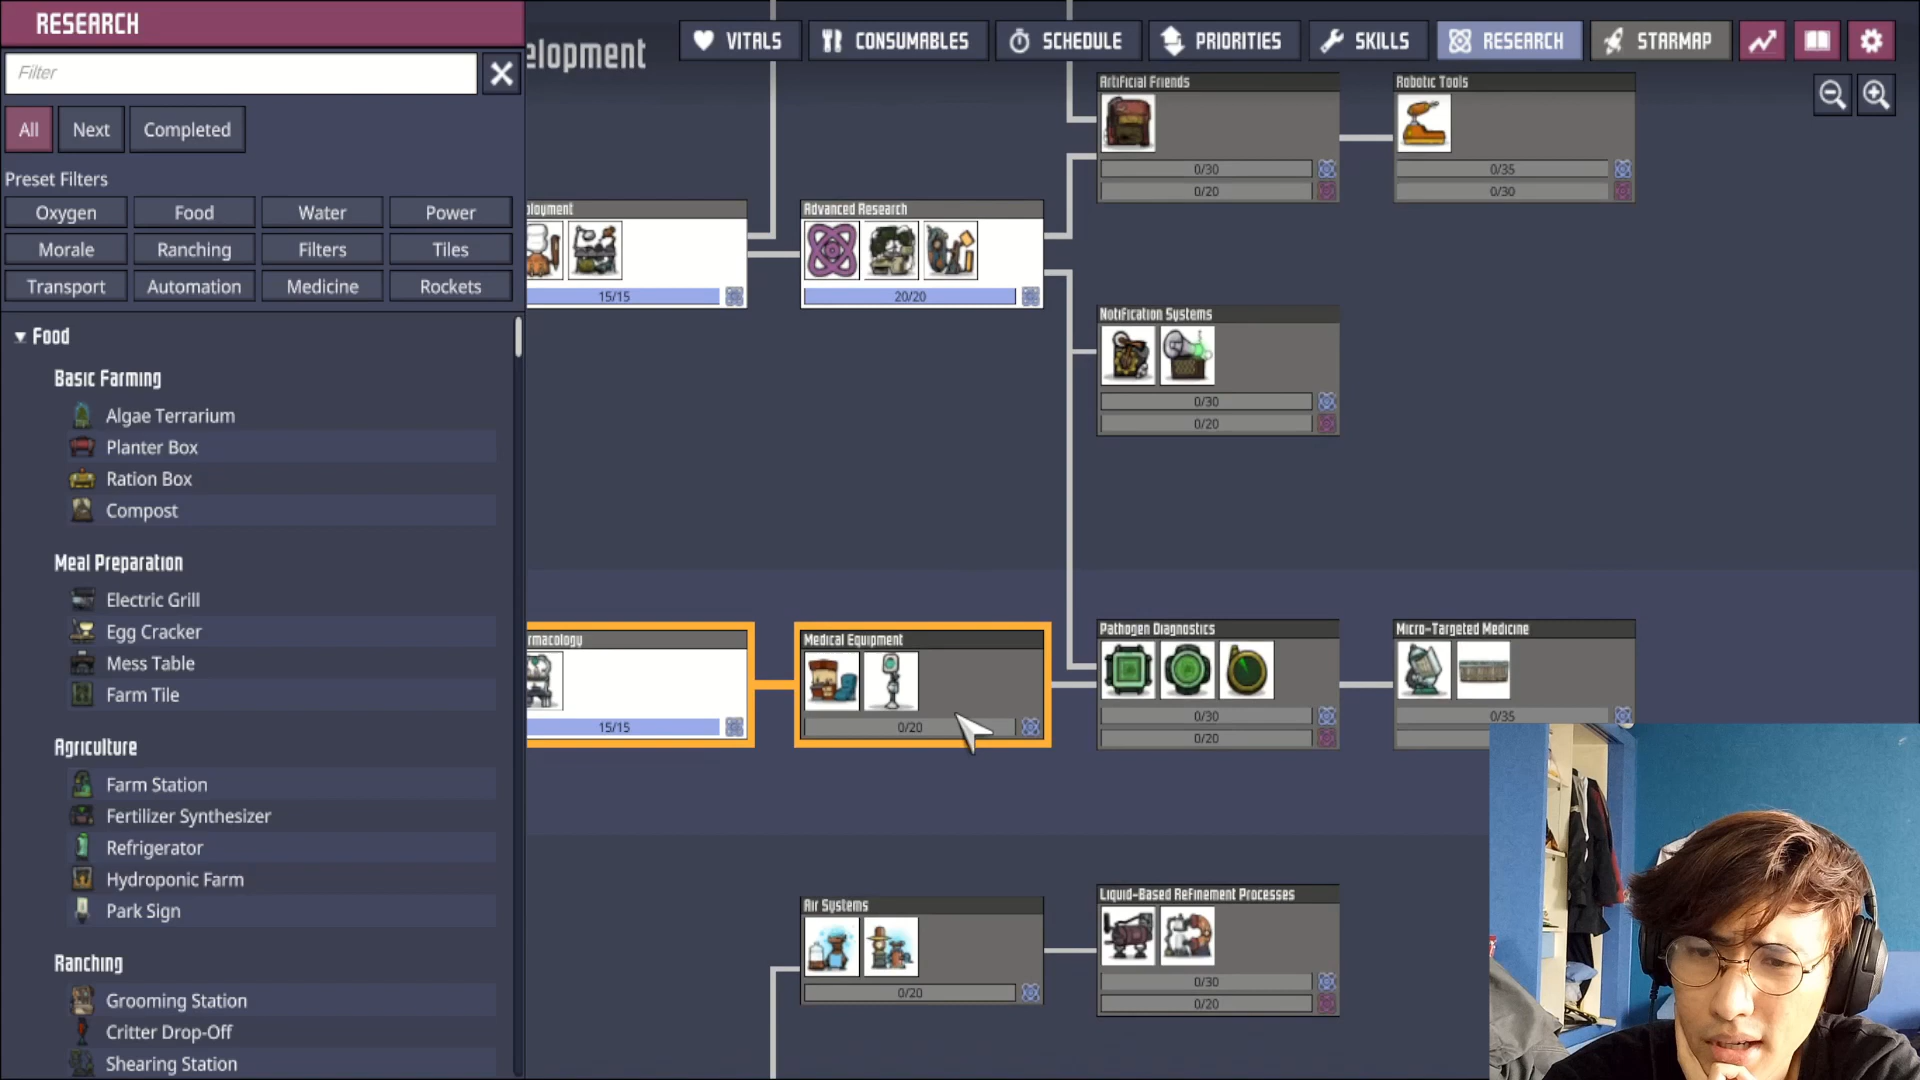 RESEARCH
elopment
VITALS
CONSUMABLES
SCHEDULE
PRIORITIES
SKILLS
RESEARCH
STARMAP
Filter
All
Next
Completed
Preset Filters
Oxygen
Food
Water
Power
Morale
Ranching
Filters
Tiles
Transport
Automation
Medicine
Rockets
Food
Basic Farming
Algae Terrarium
Planter Box
Ration Box
Compost
Meal Preparation
Electric Grill
Egg Cracker
Mess Table
Farm Tile
Agriculture
Farm Station
Fertilizer Synthesizer
Refrigerator
Hydroponic Farm
Park Sign
Ranching
Grooming Station
Critter Drop-Off
Shearing Station
Artificial Friends
0/30
0/20
Robotic Tools
0/35
0/30
ployment
15/15
Advanced Research
20/20
Notification Systems
0/30
0/20
rmacology
15/15
Medical Equipment
0/20
Pathogen Diagnostics
0/30
0/20
Micro-Targeted Medicine
0/35
Air Systems
0/20
Liquid-Based Refinement Processes
0/30
0/20